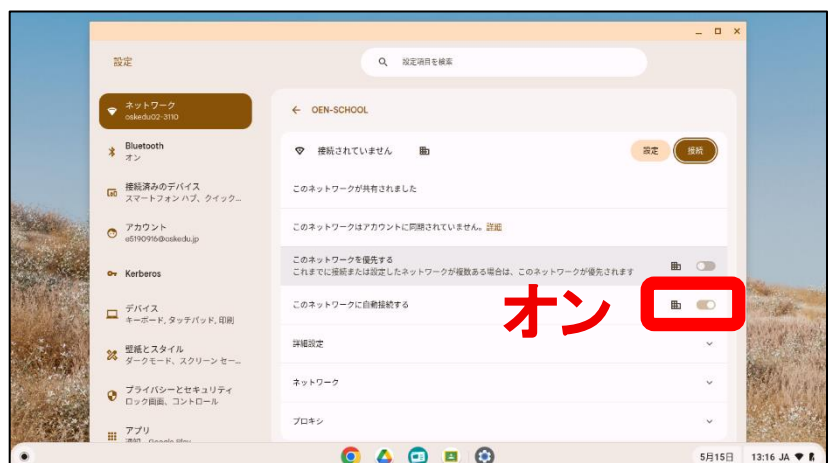 設定
設定項目を検索
ネットワーク
oskedu02-3110
Bluetooth
オン
接続済みのデバイス
スマートフォン ハブ、クイック...
アカウント
a5190916@oskedu.jp
Kerberos
デバイス
キーボード, タッチパッド, 印刷
壁紙とスタイル
ダークモード、スクリーン セー...
プライバシーとセキュリティ
ロック画面、コントロール
アプリ
OEN-SCHOOL
接続されていません
設定
接続
このネットワークが共有されました
このネットワークはアカウントに同期されていません。詳細
このネットワークを優先する
これまでに接続または設定したネットワークが複数ある場合は、このネットワークが優先されます
このネットワークに自動接続する
オン
詳細設定
ネットワーク
プロキシ
5月15日
13:16 JA